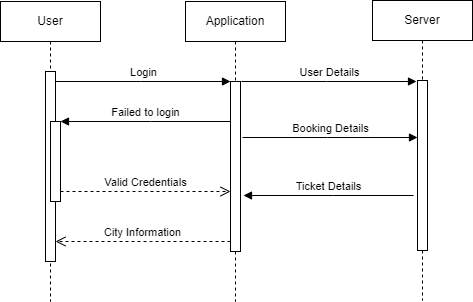 User
Application
Server
Login
User Details
Failed to login
Booking Details
Valid Credentials
Ticket Details
City Information